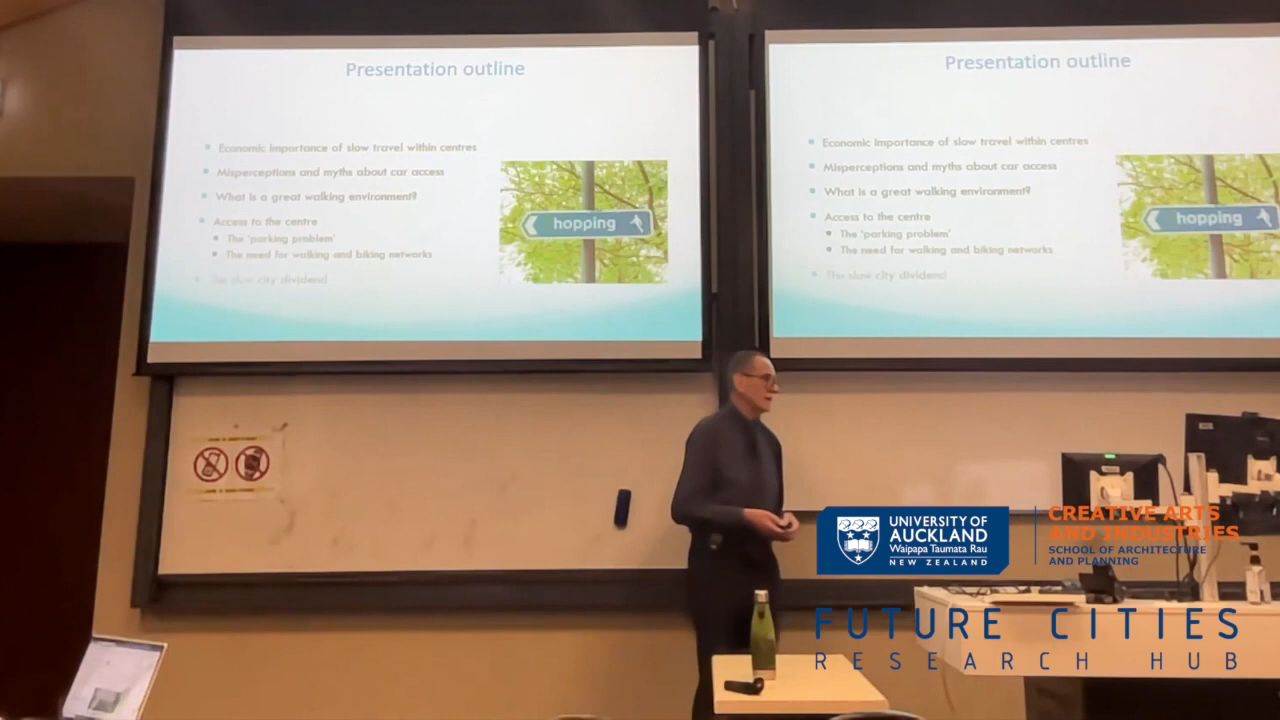 Presentation outline
Economic importance of slow travel within centres
Misperceptions and myths about car access
What is a great walking environment?
Access to the centre
The 'parking problem'
The need for walking and biking networks
The slow city dividend
hopping
Presentation outline
Economic importance of slow travel within centres
Misperceptions and myths about car access
What is a great walking environment?
Access to the centre
The 'parking problem'
The need for walking and biking networks
The slow city dividend
hopping
UNIVERSITY OF
AUCKLAND
Waipapa Taumata Rau
NEW ZEALAND
CREATIVE ARTS
AND INDUSTRIES
SCHOOL OF ARCHITECTURE
AND PLANNING
FUTURE CITIES
RESEARCH HUB